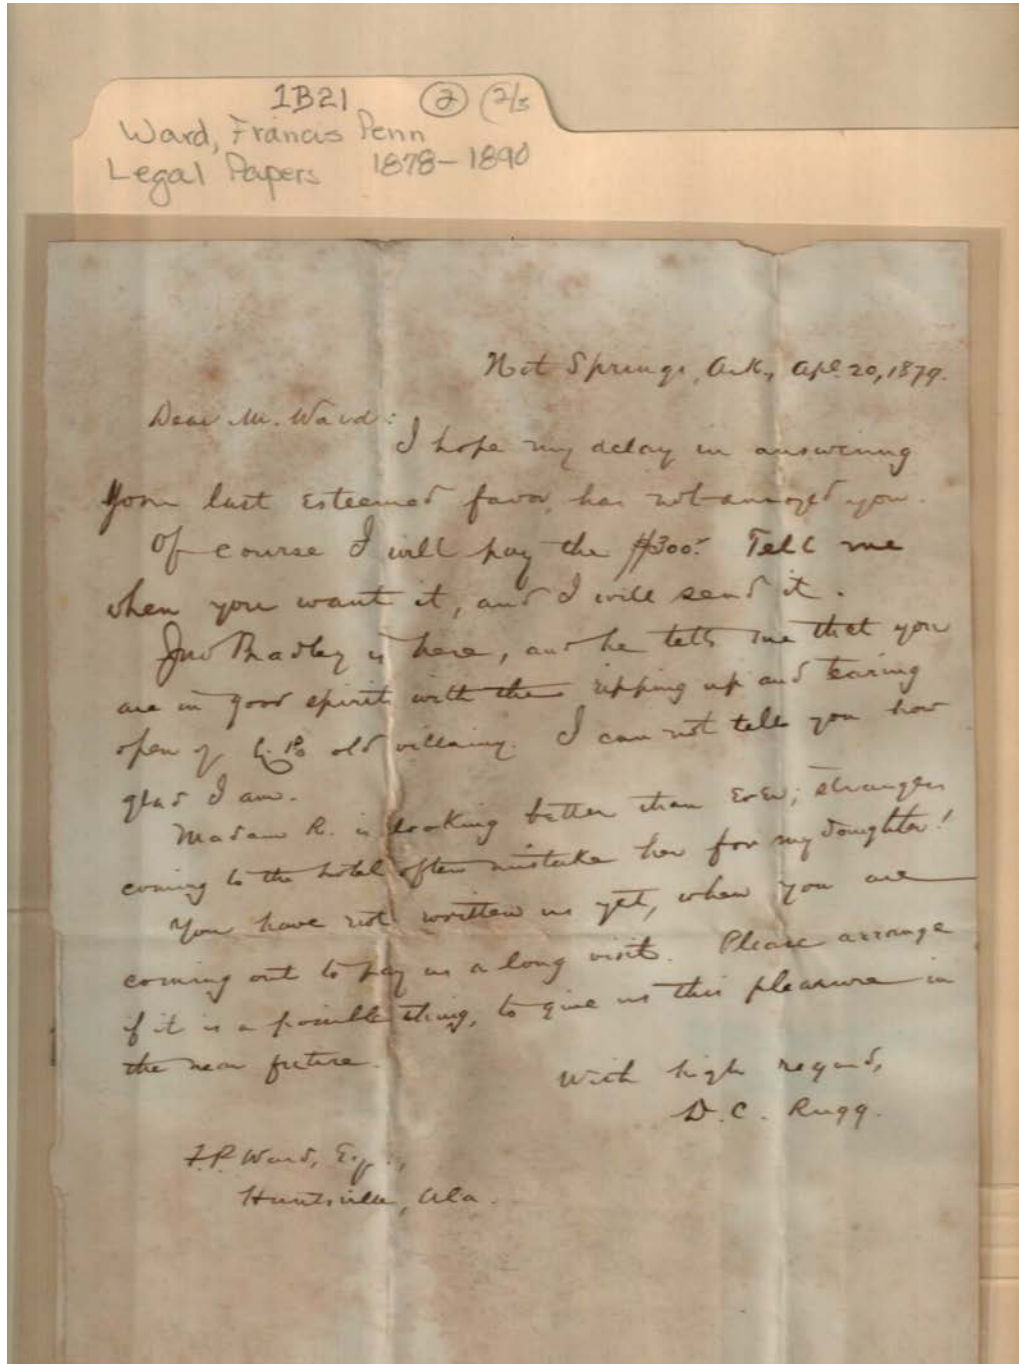 1B21 2 (2/3
Ward, Francis Penn
Legal Papers 1878-1890
Hot Springs, Ark., Apl. 20, 1879.
Dear Mr. Ward:
I hope my delay in answering
your last esteemed favor, has not annoyed you.
Of course I will pay the $300. Tell me
when you want it, and I will send it.
Jno Bradley is here, and he tells me that you
are in good spirits with the ripping up and tearing
open of old villainy. I can not tell you how
glad I am.
Madam R. is looking better than ever; strangers
coming to the hotel often mistake her for my daughter!
You have not written us yet, when you are
coming out to pay us a long visit. Please arrange
if it is a possible thing, to give us this pleasure in
the near future.
With high regard,
D. C. Rugg.
F. P. Ward, Esq.,
Huntsville, Ala.